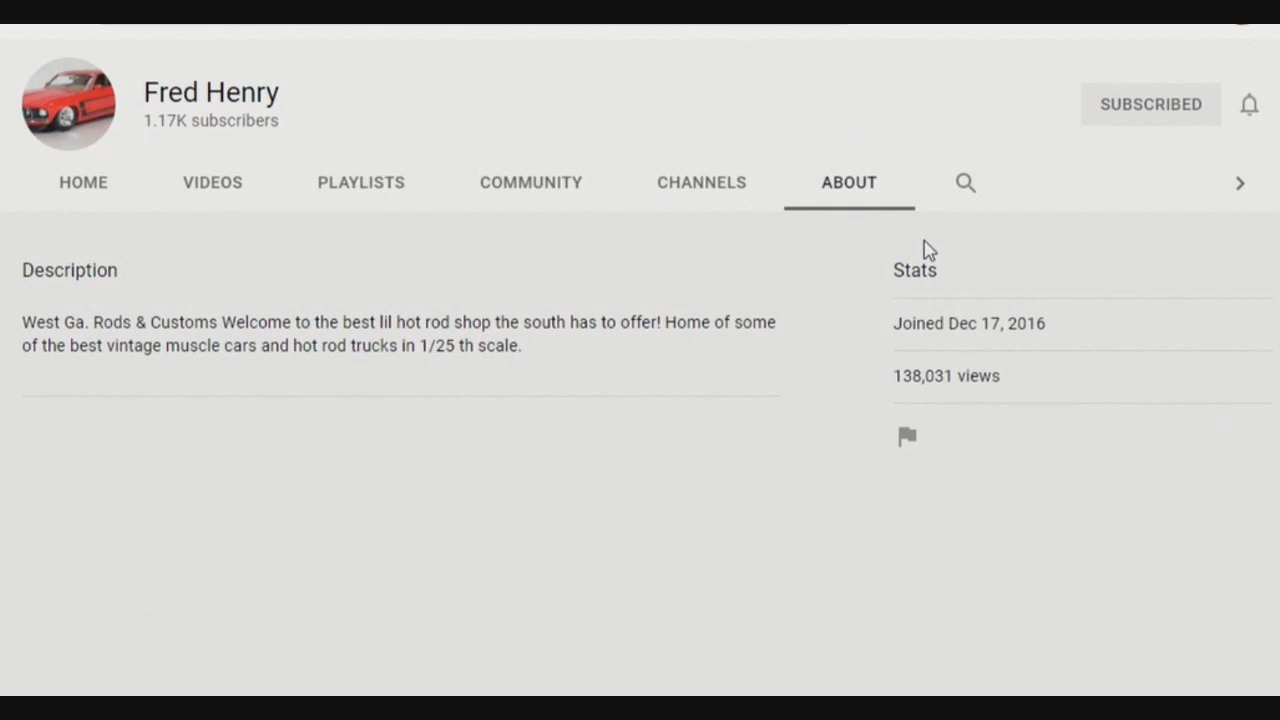 Fred Henry
1.17K subscribers
SUBSCRIBED
HOME VIDEOS PLAYLISTS COMMUNITY CHANNELS ABOUT
Description
West Ga. Rods & Customs Welcome to the best lil hot rod shop the south has to offer! Home of some
of the best vintage muscle cars and hot rod trucks in 1/25 th scale.
Stats
Joined Dec 17, 2016
138,031 views